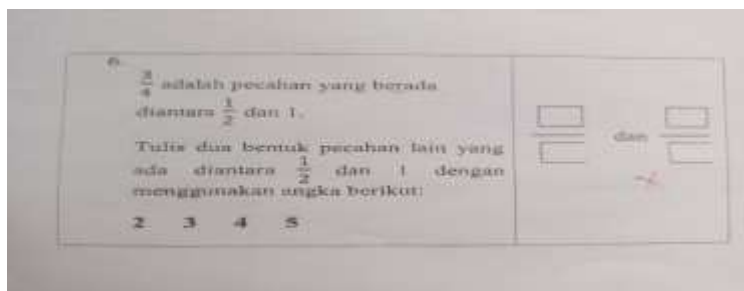 6.
3/4 adalah pecahan yang berada
diantara 1/2 dan 1.
Tulis dua bentuk pecahan lain yang
ada diantara 1/2 dan 1 dengan
menggunakan angka berikut:
2 3 4 5
dan